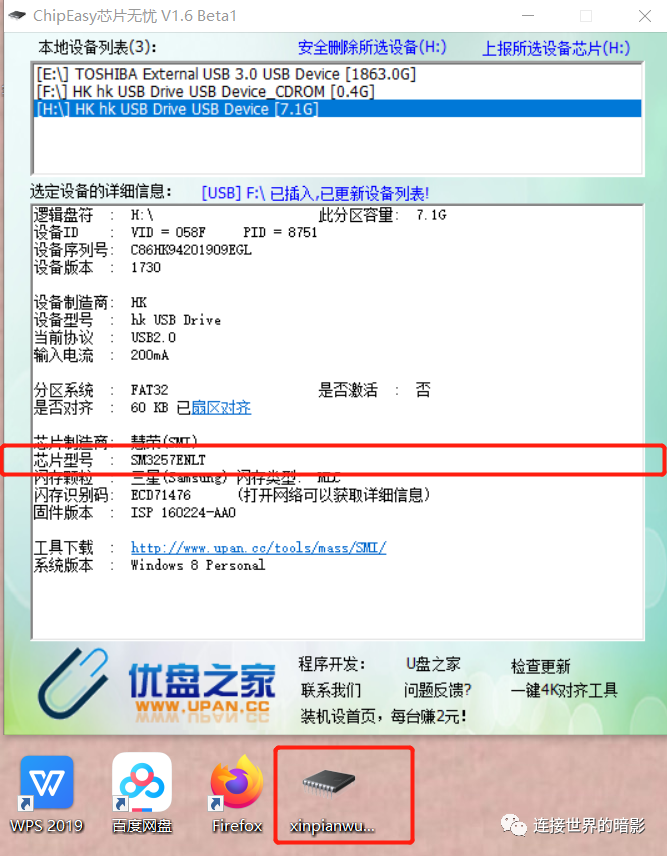 ChipEasy芯片无忧 V1.6 Beta1
本地设备列表(3): 安全删除所选设备(H:) 上报所选设备芯片(H:)
[E:\] TOSHIBA External USB 3.0 USB Device [1863.0G]
[F:\] HK hk USB Drive USB Device_CDROM [0.4G]
[H:\] HK hk USB Drive USB Device [7.1G]
选定设备的详细信息: [USB] F:\ 已插入,已更新设备列表!
逻辑盘符 : H:\ 此分区容量: 7.1G
设备ID : VID = 058F PID = 8751
设备序列号: C86HK94201909EGL
设备版本 : 1730
设备制造商: HK
设备型号 : hk USB Drive
当前协议 : USB2.0
输入电流 : 200mA
分区系统 : FAT32 是否激活 : 否
是否对齐 : 60 KB 已扇区对齐
芯片制造商: 慧荣(SMI)
芯片型号 : SM3257ENLT
闪存颗粒 : 三星(Samsung) 闪存类型: MLC
闪存识别码: ECD71476 (打开网络可以获取详细信息)
固件版本 : ISP 160224-AA0
工具下载 : http://www.upan.cc/tools/mass/SMI/
系统版本 : Windows 8 Personal
优盘之家
WWW.UPAN.CC
程序开发: U盘之家 检查更新
联系我们 问题反馈? 一键4K对齐工具
装机设首页，每台赚2元!
WPS 2019 百度网盘 Firefox xinpianwu...
连接世界的暗影